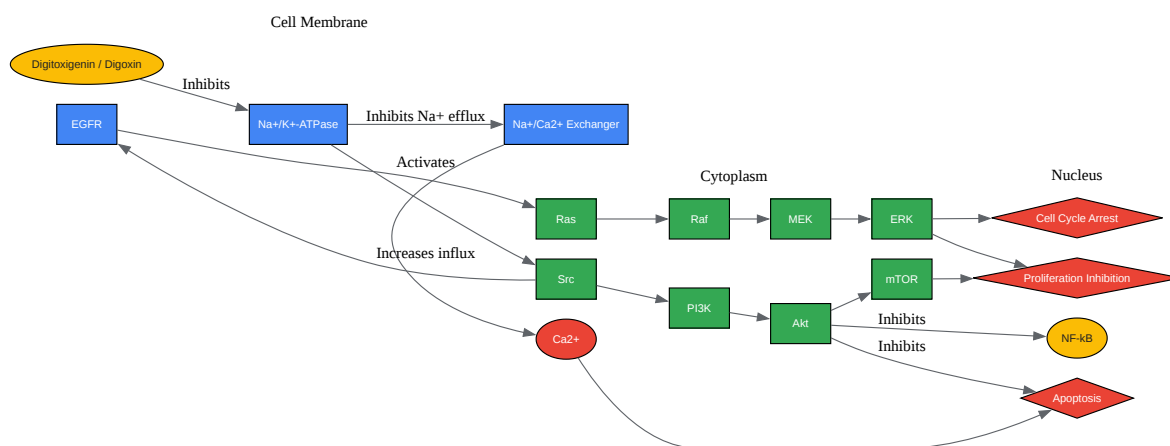 Cell Membrane
Digitoxigenin / Digoxin
Inhibits
EGFR
Na+/K+-ATPase
Inhibits Na+ efflux
Na+/Ca2+ Exchanger
Activates
Cytoplasm
Nucleus
Ras
Raf
MEK
ERK
Cell Cycle Arrest
Increases influx
Src
mTOR
Proliferation Inhibition
PI3K
Akt
Inhibits
NF-kB
Ca2+
Inhibits
Apoptosis